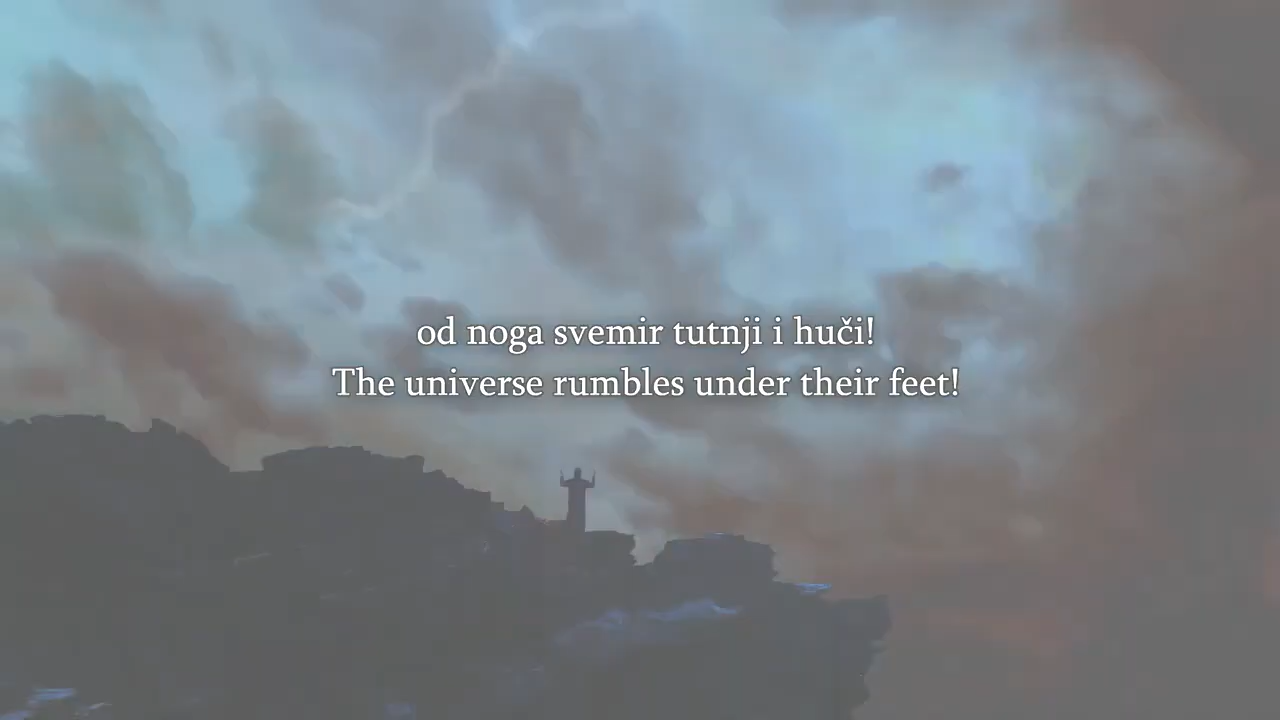 od noga svemir tutnji i huči!
The universe rumbles under their feet!